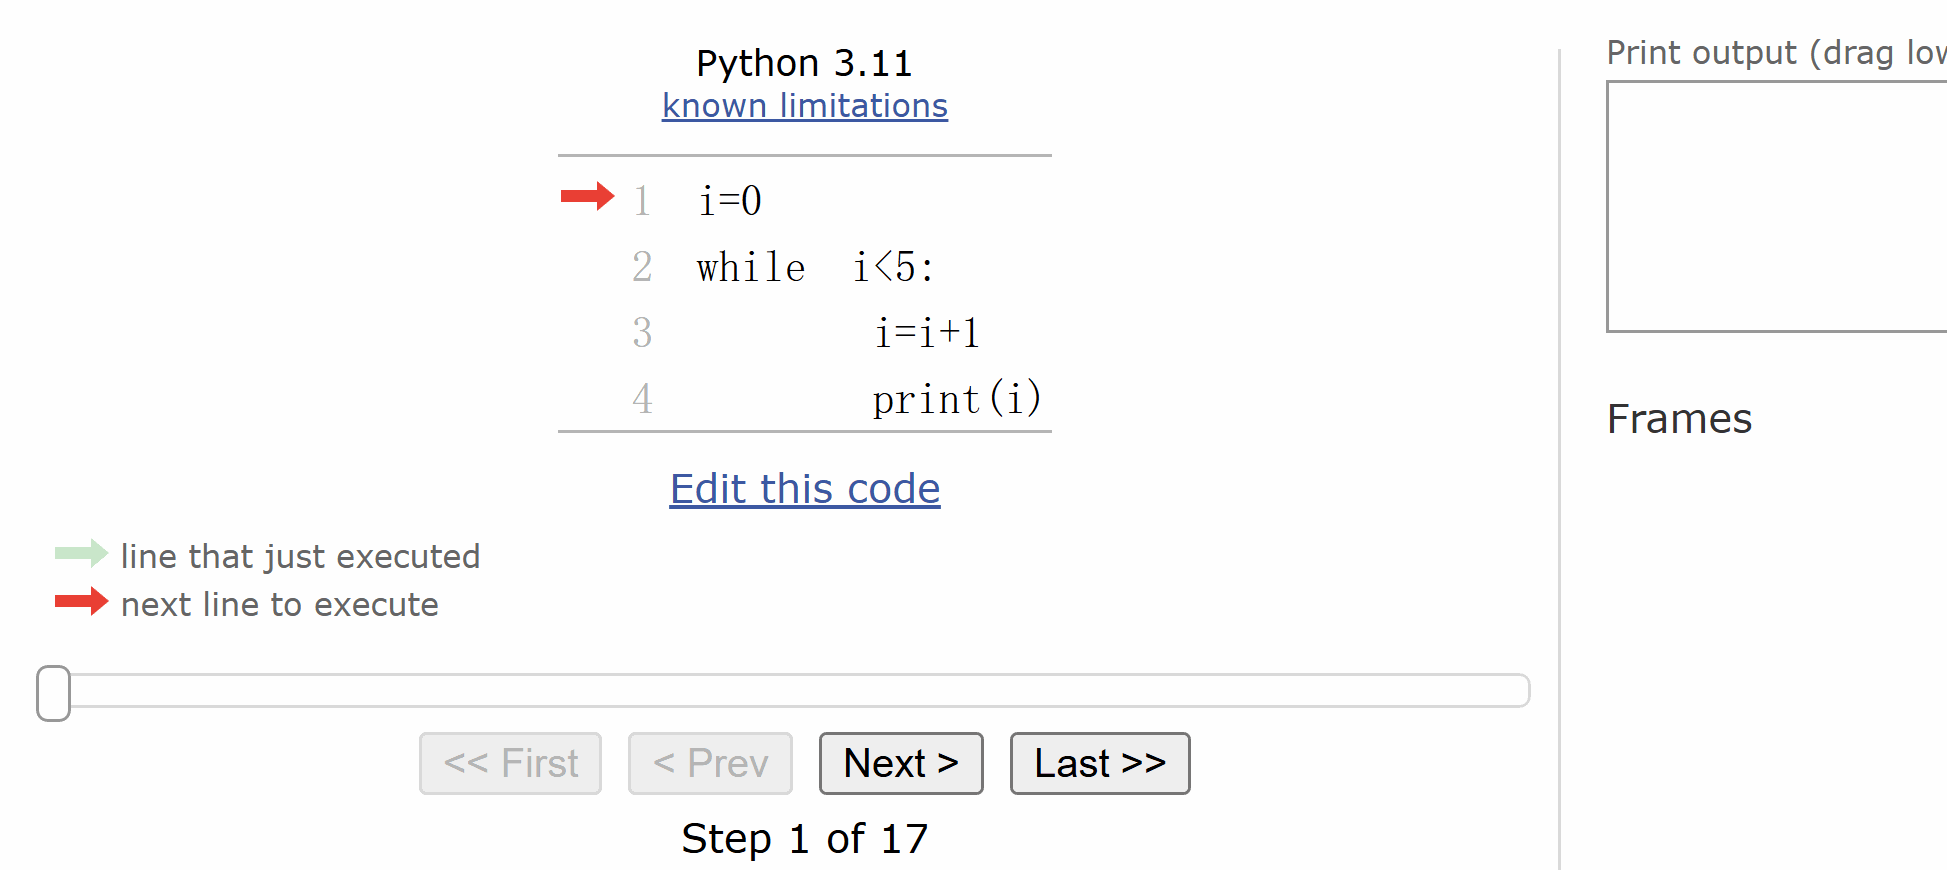 Python 3.11
known limitations
1 i=0
2 while  i<5:
3         i=i+1
4         print(i)
Edit this code
line that just executed
next line to execute
<< First
< Prev
Next >
Last >>
Step 1 of 17
Print output (drag
Frames